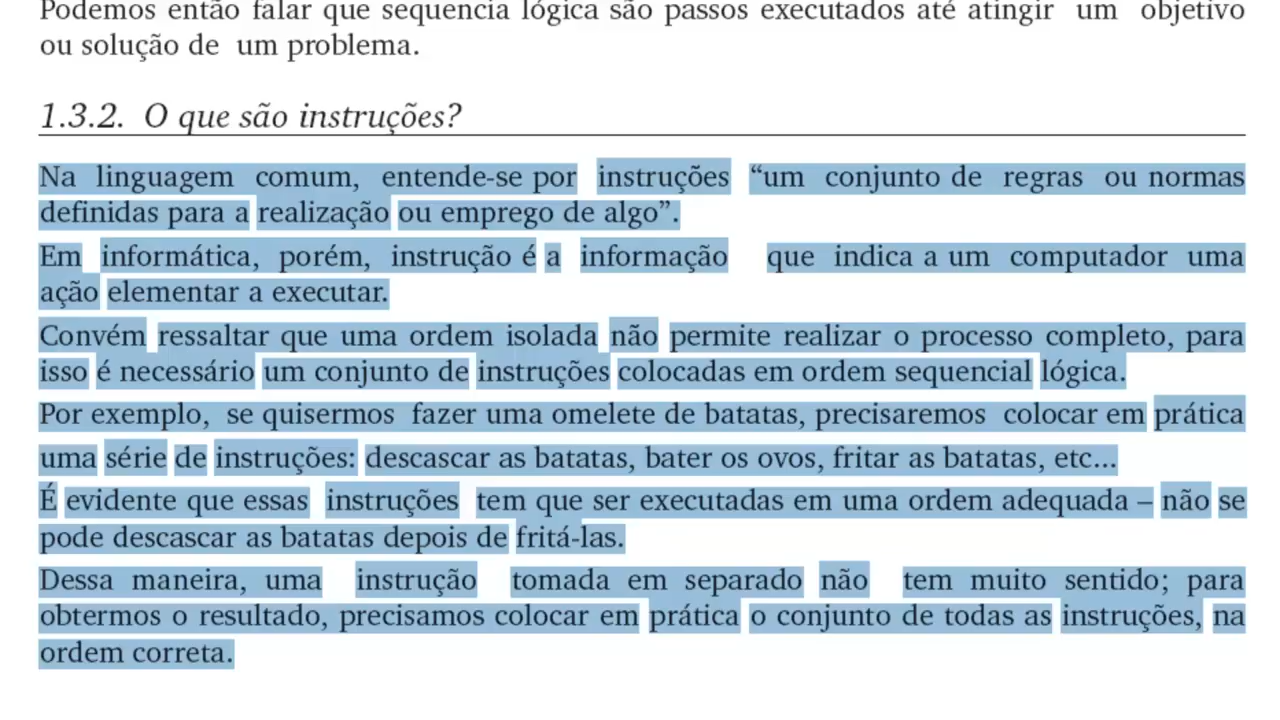 Podemos então falar que sequencia lógica são passos executados até atingir um objetivo
ou solução de um problema.
1.3.2. O que são instruções?
Na linguagem comum, entende-se por instruções “um conjunto de regras ou normas
definidas para a realização ou emprego de algo”.
Em informática, porém, instrução é a informação que indica a um computador uma
ação elementar a executar.
Convém ressaltar que uma ordem isolada não permite realizar o processo completo, para
isso é necessário um conjunto de instruções colocadas em ordem sequencial lógica.
Por exemplo, se quisermos fazer uma omelete de batatas, precisaremos colocar em prática
uma série de instruções: descascar as batatas, bater os ovos, fritar as batatas, etc...
É evidente que essas instruções tem que ser executadas em uma ordem adequada – não se
pode descascar as batatas depois de fritá-las.
Dessa maneira, uma instrução tomada em separado não tem muito sentido; para
obtermos o resultado, precisamos colocar em prática o conjunto de todas as instruções, na
ordem correta.